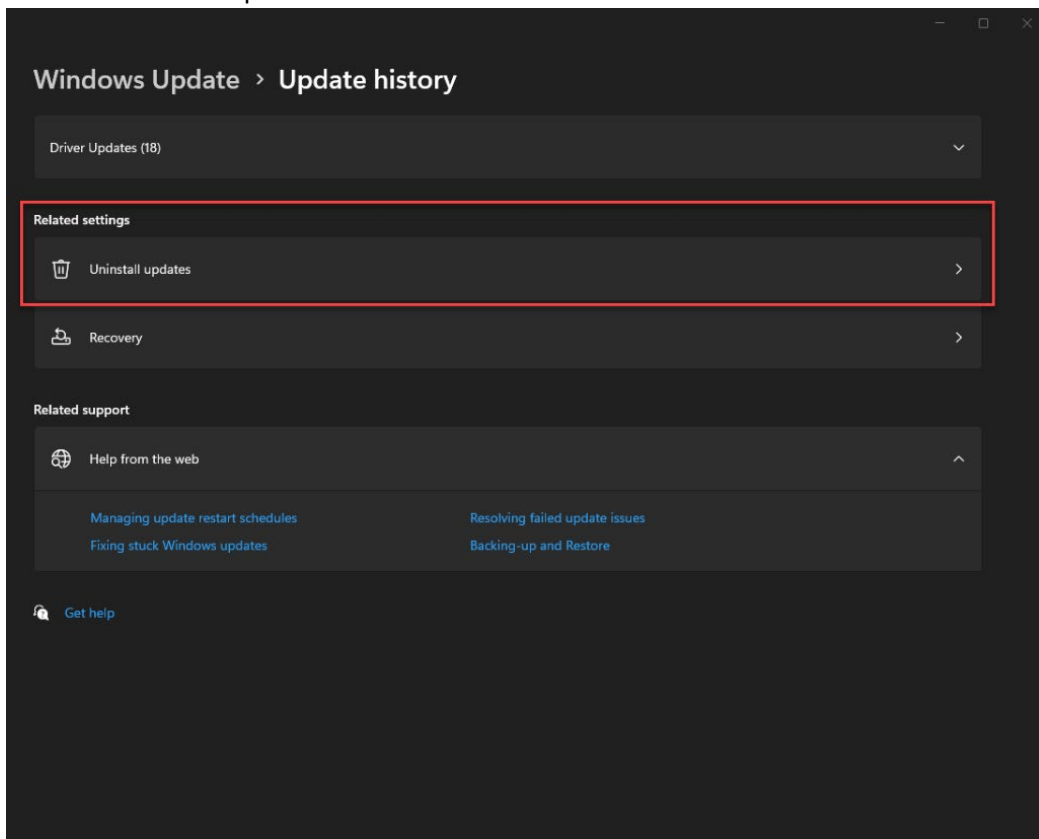 Windows Update > Update history
Driver Updates (18)
Related settings
Uninstall updates
Recovery
Related support
Help from the web
Managing update restart schedules
Resolving failed update issues
Fixing stuck Windows updates
Backing-up and Restore
Get help